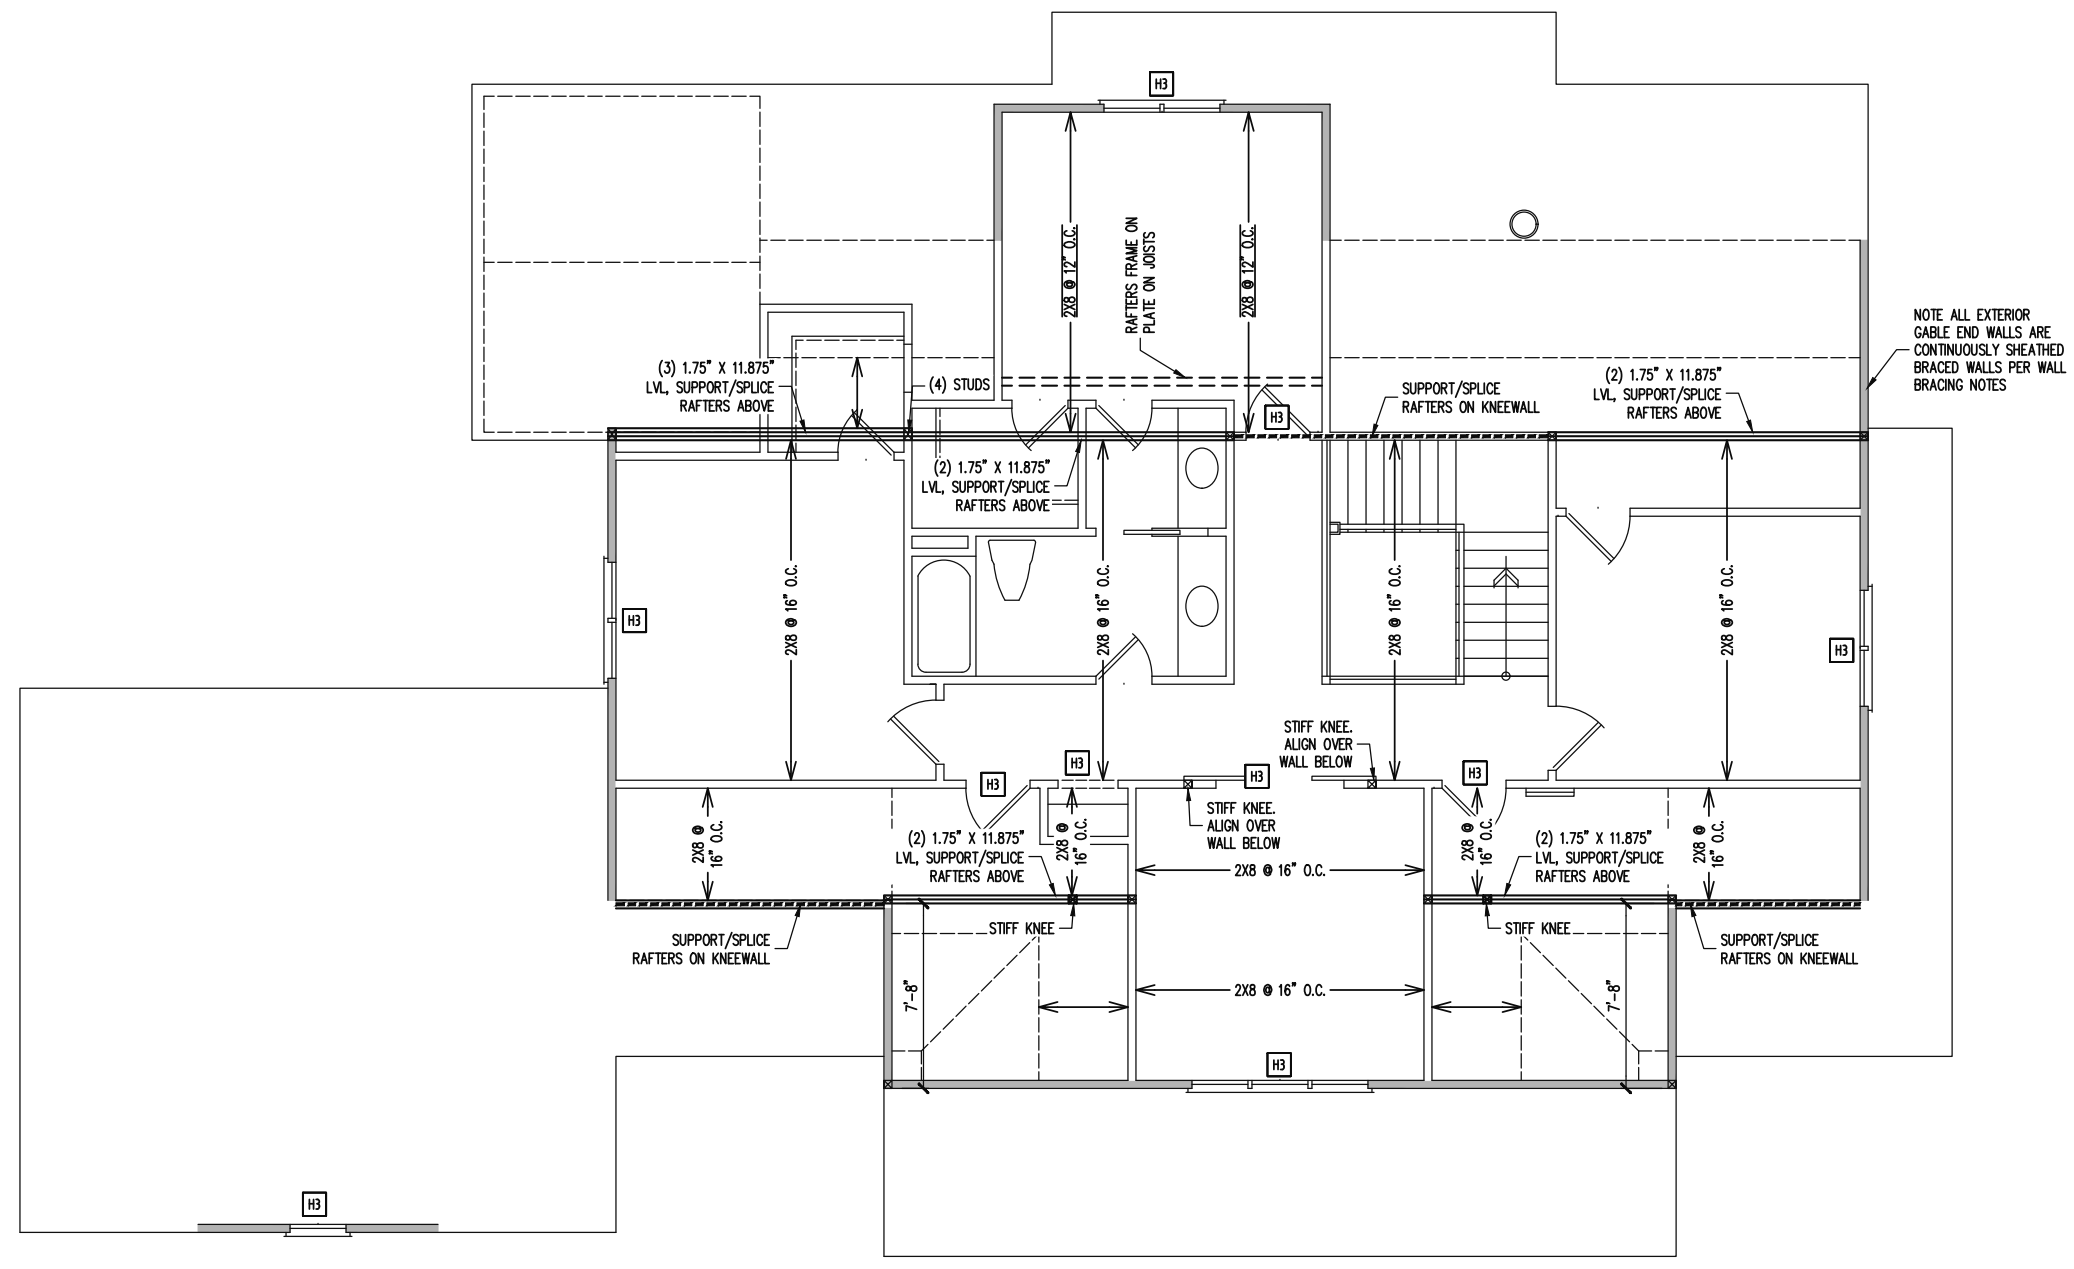 H3
2X8 @ 12" O.C.
RAFTERS FRAME ON
PLATE ON JOISTS
2X8 @ 12" O.C.
NOTE ALL EXTERIOR
GABLE END WALLS ARE
CONTINUOUSLY SHEATHED
BRACED WALLS PER WALL
BRACING NOTES
(3) 1.75" X 11.875"
LVL, SUPPORT/SPLICE
RAFTERS ABOVE
(4) STUDS
H3
SUPPORT/SPLICE
RAFTERS ON KNEEWALL
(2) 1.75" X 11.875"
LVL, SUPPORT/SPLICE
RAFTERS ABOVE
(2) 1.75" X 11.875"
LVL, SUPPORT/SPLICE
RAFTERS ABOVE
H3
2X8 @ 16" O.C.
2X8 @ 16" O.C.
2X8 @ 16" O.C.
2X8 @ 16" O.C.
H3
STIFF KNEE.
ALIGN OVER
WALL BELOW
H3
H3
H3
H3
STIFF KNEE.
ALIGN OVER
WALL BELOW
2X8 @
16" O.C.
(2) 1.75" X 11.875"
LVL, SUPPORT/SPLICE
RAFTERS ABOVE
2X8 @
16" O.C.
2X8 @ 16" O.C.
2X8 @
16" O.C.
(2) 1.75" X 11.875"
LVL, SUPPORT/SPLICE
RAFTERS ABOVE
2X8 @
16" O.C.
SUPPORT/SPLICE
RAFTERS ON KNEEWALL
STIFF KNEE
STIFF KNEE
SUPPORT/SPLICE
RAFTERS ON KNEEWALL
7'-8"
2X8 @ 16" O.C.
7'-8"
H3
H3